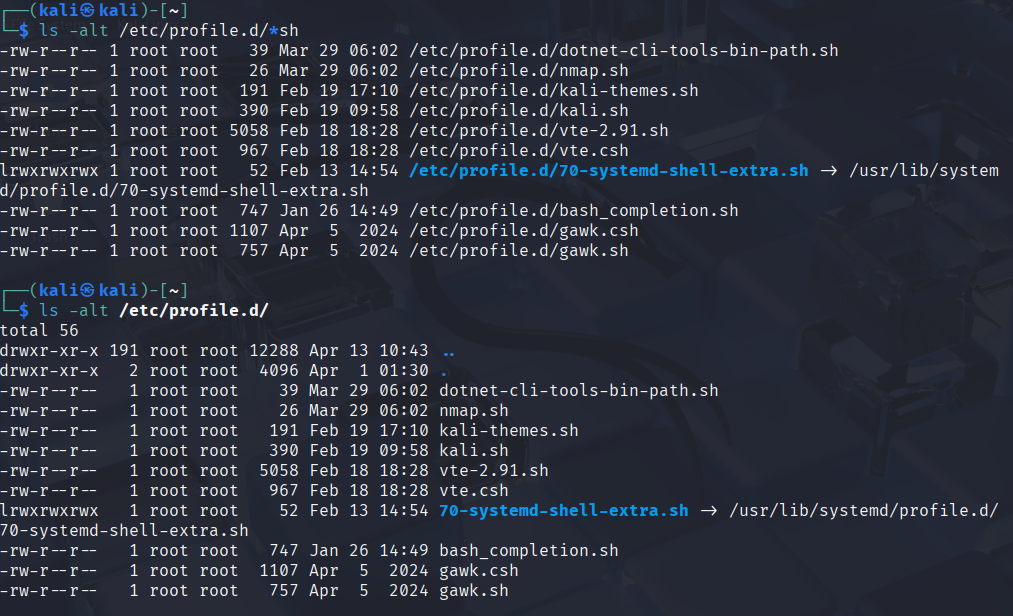 ┌──(kali㉿kali)-[~]
└─$ ls -alt /etc/profile.d/*sh
-rw-r--r-- 1 root root   39 Mar 29 06:02 /etc/profile.d/dotnet-cli-tools-bin-path.sh
-rw-r--r-- 1 root root   26 Mar 29 06:02 /etc/profile.d/nmap.sh
-rw-r--r-- 1 root root  191 Feb 19 17:10 /etc/profile.d/kali-themes.sh
-rw-r--r-- 1 root root  390 Feb 19 09:58 /etc/profile.d/kali.sh
-rw-r--r-- 1 root root 5058 Feb 18 18:28 /etc/profile.d/vte-2.91.sh
-rw-r--r-- 1 root root  967 Feb 18 18:28 /etc/profile.d/vte.csh
lrwxrwxrwx 1 root root   52 Feb 13 14:54 /etc/profile.d/70-systemd-shell-extra.sh -> /usr/lib/system
d/profile.d/70-systemd-shell-extra.sh
-rw-r--r-- 1 root root  747 Jan 26 14:49 /etc/profile.d/bash_completion.sh
-rw-r--r-- 1 root root 1107 Apr  5  2024 /etc/profile.d/gawk.csh
-rw-r--r-- 1 root root  757 Apr  5  2024 /etc/profile.d/gawk.sh
┌──(kali㉿kali)-[~]
└─$ ls -alt /etc/profile.d/
total 56
drwxr-xr-x 191 root root 12288 Apr 13 10:43 ..
drwxr-xr-x   2 root root  4096 Apr  1 01:30 .
-rw-r--r--   1 root root    39 Mar 29 06:02 dotnet-cli-tools-bin-path.sh
-rw-r--r--   1 root root    26 Mar 29 06:02 nmap.sh
-rw-r--r--   1 root root   191 Feb 19 17:10 kali-themes.sh
-rw-r--r--   1 root root   390 Feb 19 09:58 kali.sh
-rw-r--r--   1 root root  5058 Feb 18 18:28 vte-2.91.sh
-rw-r--r--   1 root root   967 Feb 18 18:28 vte.csh
lrwxrwxrwx   1 root root    52 Feb 13 14:54 70-systemd-shell-extra.sh -> /usr/lib/systemd/profile.d/
70-systemd-shell-extra.sh
-rw-r--r--   1 root root   747 Jan 26 14:49 bash_completion.sh
-rw-r--r--   1 root root  1107 Apr  5  2024 gawk.csh
-rw-r--r--   1 root root   757 Apr  5  2024 gawk.sh